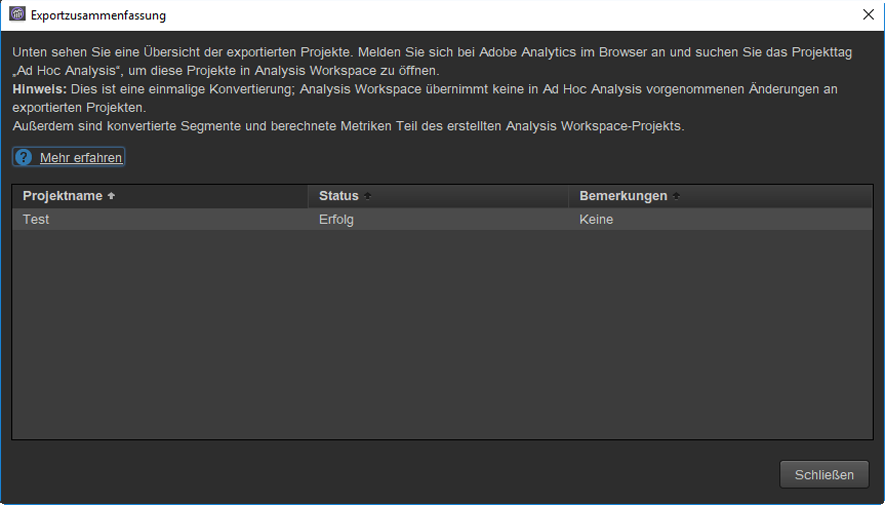 Exportzusammenfassung
Unten sehen Sie eine Übersicht der exportierten Projekte. Melden Sie sich bei Adobe Analytics im Browser an und suchen Sie das Projekttag
„Ad Hoc Analysis“, um diese Projekte in Analysis Workspace zu öffnen.
Hinweis: Dies ist eine einmalige Konvertierung; Analysis Workspace übernimmt keine in Ad Hoc Analysis vorgenommenen Änderungen an
exportierten Projekten.
Außerdem sind konvertierte Segmente und berechnete Metriken Teil des erstellten Analysis Workspace-Projekts.
? Mehr erfahren
Projektname Status Bemerkungen
Test Erfolg Keine
Schließen